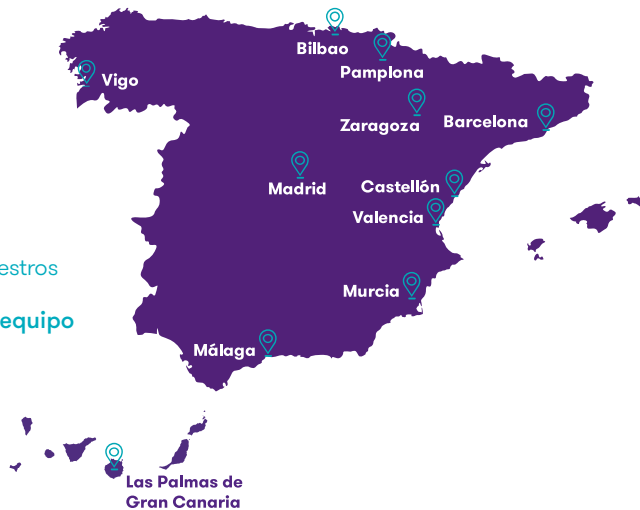 Bilbao
Pamplona
Vigo
Zaragoza
Barcelona
Madrid
Castellón
Valencia
estros
equipo
Murcia
Málaga
Las Palmas de
Gran Canaria